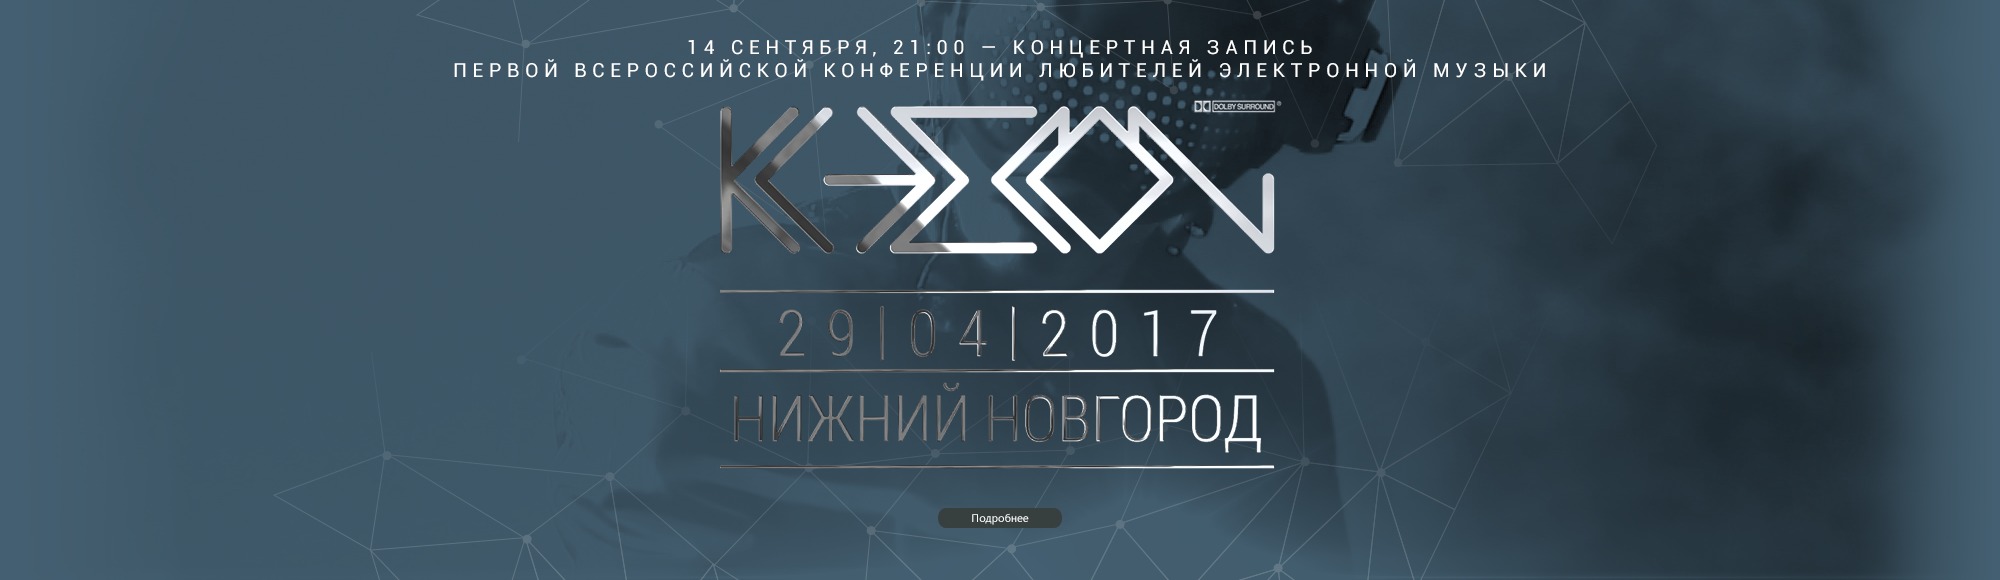 14 СЕНТЯБРЯ, 21:00 — КОНЦЕРТНАЯ ЗАПИСЬ
ПЕРВОЙ ВСЕРОССИЙСКОЙ КОНФЕРЕНЦИИ ЛЮБИТЕЛЕЙ ЭЛЕКТРОННОЙ МУЗЫКИ
DOLBY SURROUND®
29|04|2017
НИЖНИЙ НОВГОРОД
Подробнее